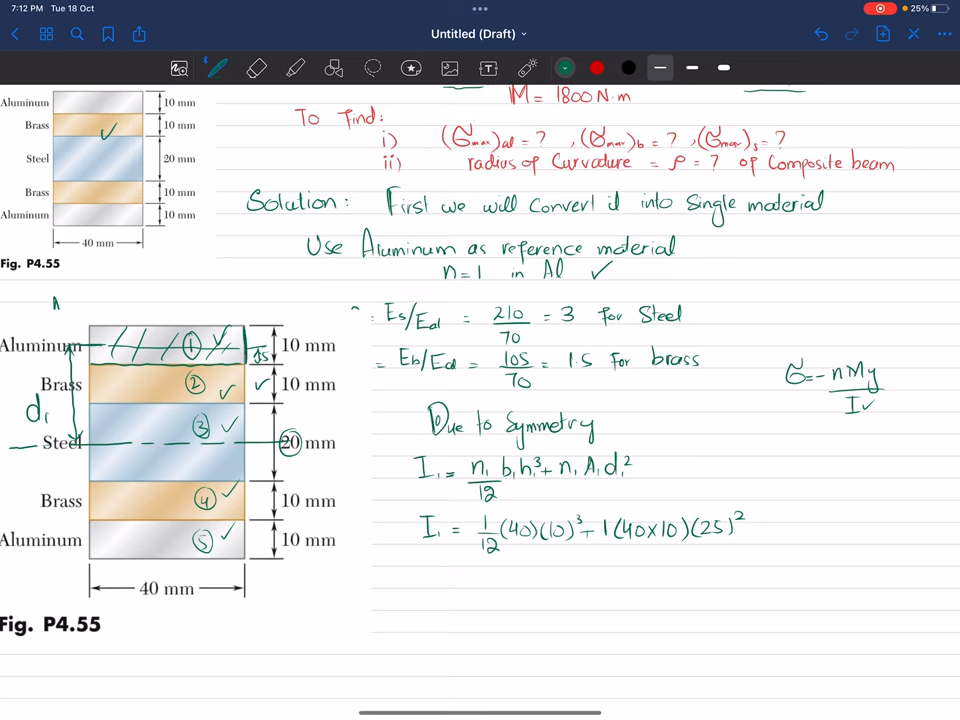 7:12 PM Tue 18 Oct
25%
Untitled (Draft)
Aluminum
10 mm
Brass
10 mm
Steel
20 mm
Brass
10 mm
Aluminum
10 mm
40 mm
Fig. P4.55
M = 1800 N·m
To find:
i) (σmax)al = ? , (σmax)b = ? , (σmax)s = ?
ii) radius of Curvature = ρ = ? of Composite beam
Solution: First we will Convert it into Single material
Use Aluminum as reference material
n=1 in Al ✓
= Es/Eal = 210/70 = 3 for Steel
= Eb/Eal = 105/70 = 1.5 for brass
σ = - nMy/I ✓
Due to Symmetry
I₁ = n₁/12 b₁h₁³ + n₁ A₁ d₁²
I₁ = 1/12 (40)(10)³ + 1(40×10)(25)²
Aluminum ① ✓
10 mm
Brass ② ✓
✓ 10 mm
d₁
Steel ③ ✓
20 mm
Brass ④ ✓
10 mm
Aluminum ⑤ ✓
10 mm
40 mm
Fig. P4.55